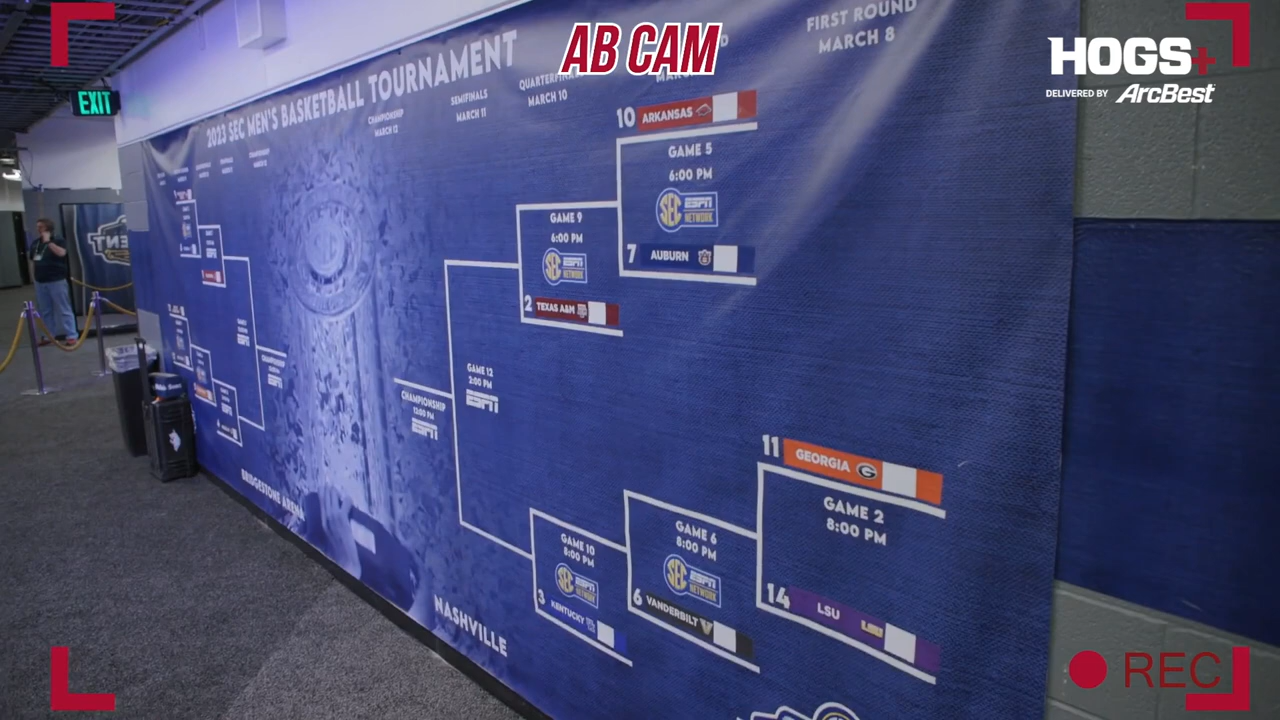 AB CAM
HOGS+
DELIVERED BY ArcBest
EXIT
2023 SEC MEN'S BASKETBALL TOURNAMENT
CHAMPIONSHIP
MARCH 12
SEMIFINALS
MARCH 11
QUARTERFINALS
MARCH 10
FIRST ROUND
MARCH 8
10 ARKANSAS
GAME 5
6:00 PM
SEC ESPN NETWORK
7 AUBURN
GAME 9
6:00 PM
SEC ESPN NETWORK
2 TEXAS A&M
GAME 12
2:00 PM
ESPN
CHAMPIONSHIP
12:00 PM
ESPN
11 GEORGIA G
GAME 2
8:00 PM
14 LSU LSU
GAME 6
8:00 PM
SEC ESPN NETWORK
6 VANDERBILT V
GAME 10
8:00 PM
SEC ESPN NETWORK
3 KENTUCKY
BRIDGESTONE ARENA
NASHVILLE
REC